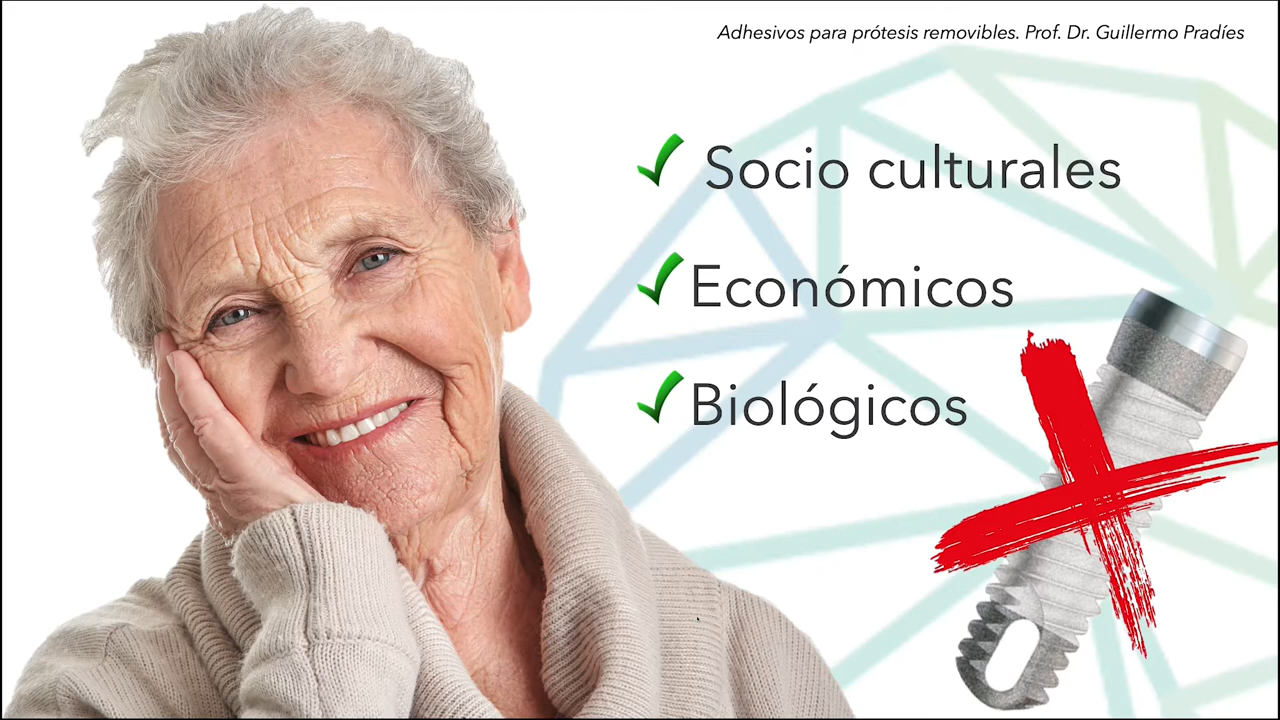 Adhesivos para prótesis removibles. Prof. Dr. Guillermo Pradíes
Socio culturales
Económicos
Biológicos